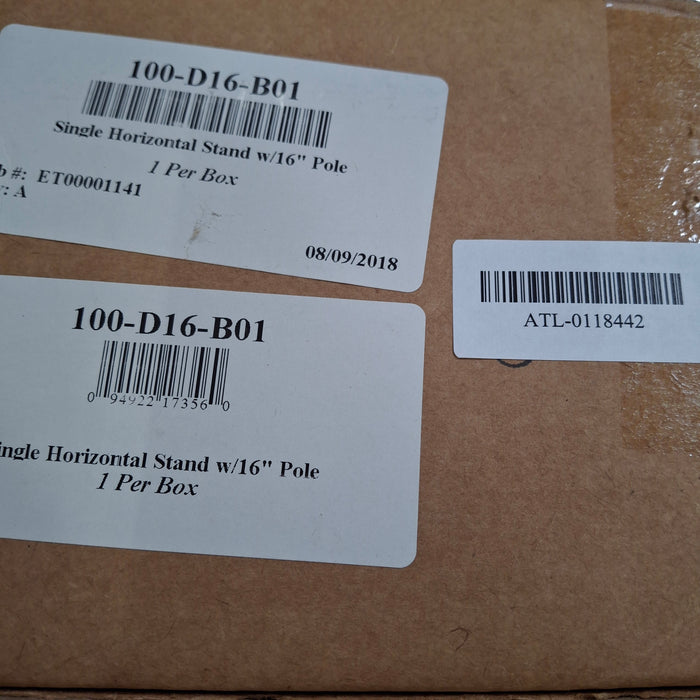 100-D16-B01
Single Horizontal Stand w/16" Pole
1 Per Box
b #: ET00001141
: A
08/09/2018
ATL-0118442
100-D16-B01
0 94922 17356 0
ingle Horizontal Stand w/16" Pole
1 Per Box